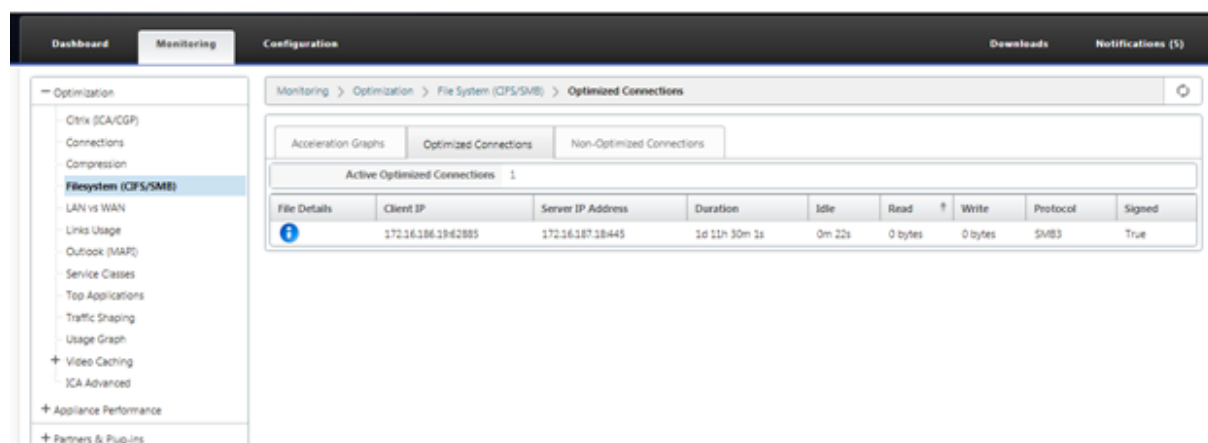 Dashboard Monitoring Configuration Downloads Notifications (5)
Optimization
Monitoring > Optimization > File System (CIFS/SMB) > Optimized Connections
Citrix (ICA/CGP)
Connections
Compression
Filesystem (CIFS/SMB)
LAN vs WAN
Links Usage
Outlook (MAPI)
Service Classes
Top Applications
Traffic Shaping
Usage Graph
Video Caching
ICA Advanced
Appliance Performance
Partners & Plug-ins
Acceleration Graphs Optimized Connections Non-Optimized Connections
Active Optimized Connections 1
File Details Client IP Server IP Address Duration Idle Read Write Protocol Signed
172.16.186.19:62885 172.16.187.18:445 1d 11h 30m 1s 0m 22s 0 bytes 0 bytes SMB3 True